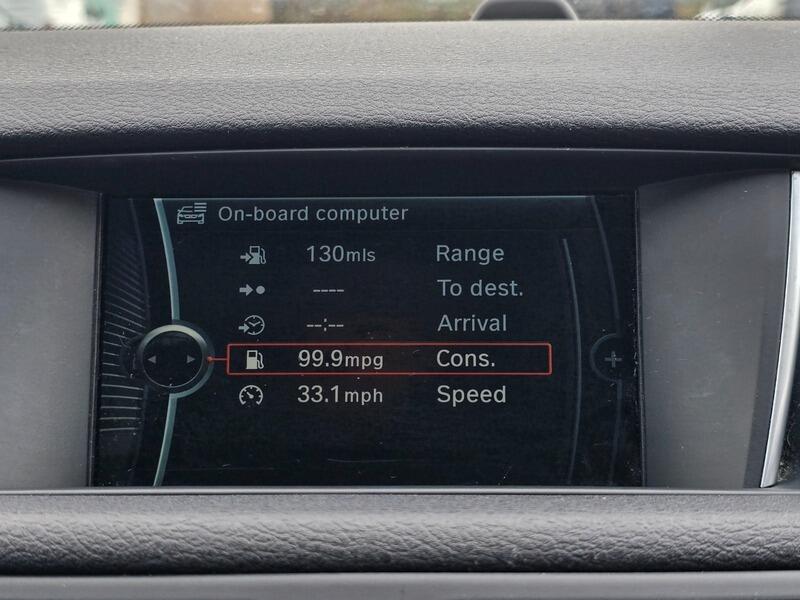 On-board computer
130mls Range
---- To dest.
--:-- Arrival
99.9mpg Cons.
33.1mph Speed